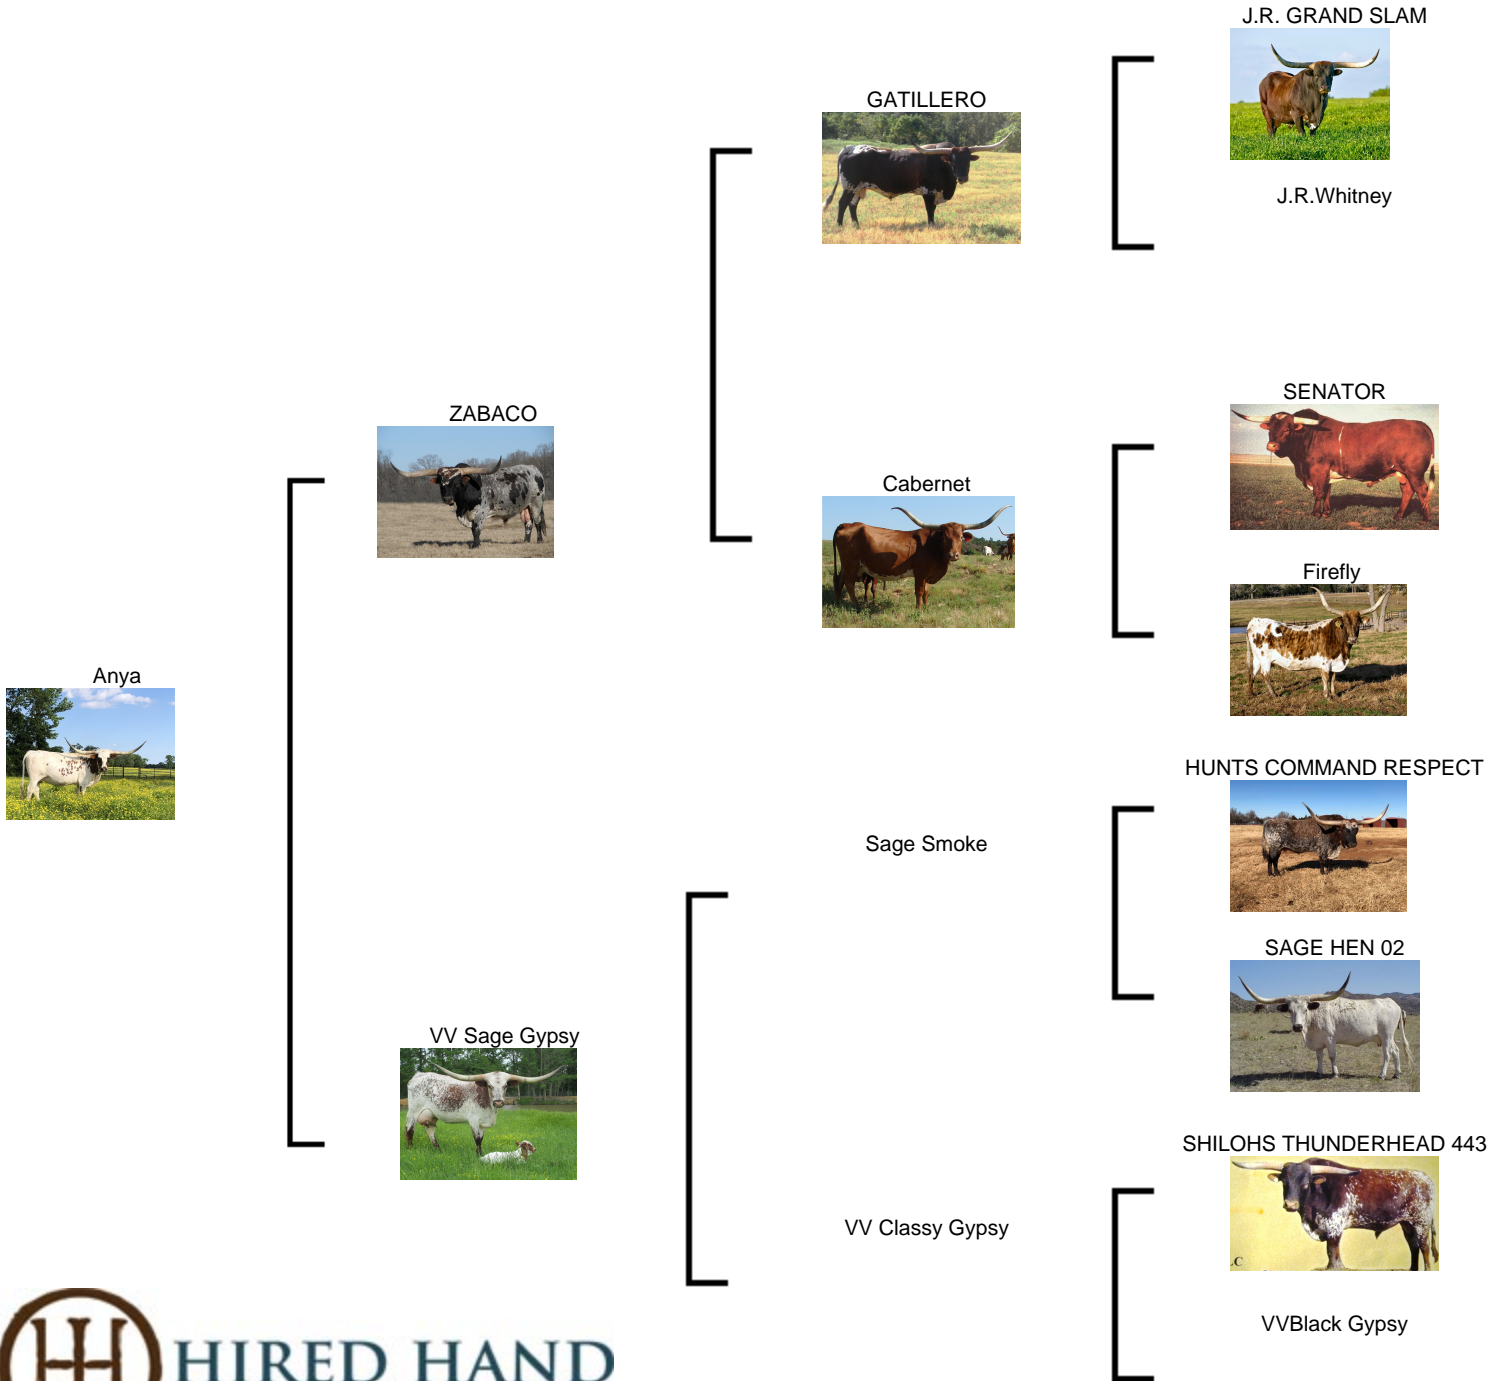 J.R. GRAND SLAM
GATILLERO
J.R.Whitney
SENATOR
ZABACO
Cabernet
Firefly
Anya
HUNTS COMMAND RESPECT
Sage Smoke
SAGE HEN 02
VV Sage Gypsy
SHILOHS THUNDERHEAD 443
VV Classy Gypsy
LC
VVBlack Gypsy
HIRED HAND